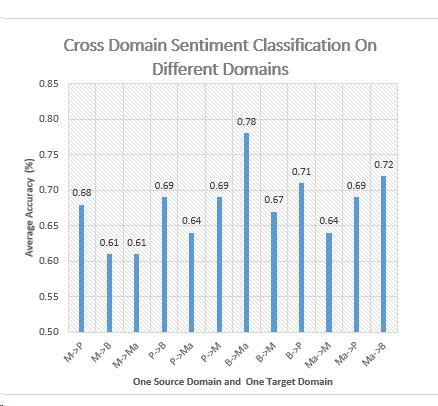 Cross Domain Sentiment Classification On
Different Domains
Average Accuracy (%)
0.85
0.80
0.75
0.70
0.65
0.60
0.55
0.50
0.68
0.61
0.61
0.69
0.64
0.69
0.78
0.67
0.71
0.64
0.69
0.72
M->P
M->B
M->Ma
P->B
P->Ma
P->M
B->Ma
B->M
B->P
Ma->M
Ma->P
Ma->B
One Source Domain and One Target Domain